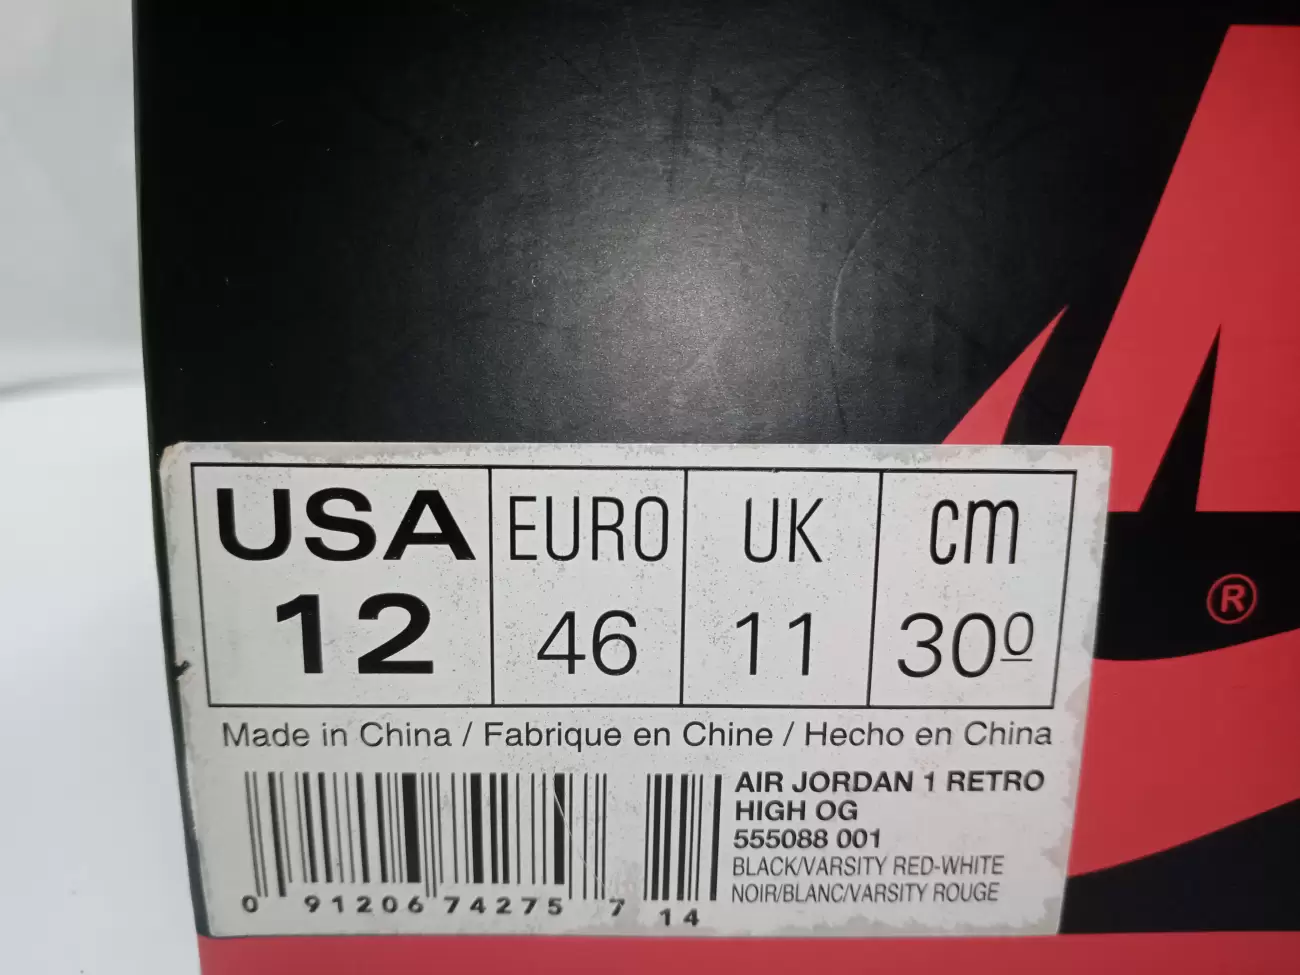 USA EURO UK cm
12 46 11 30º
Made in China / Fabrique en Chine / Hecho en China
AIR JORDAN 1 RETRO
HIGH OG
555088 001
BLACK/VARSITY RED-WHITE
NOIR/BLANC/VARSITY ROUGE
0 91206 74275 7 14
®